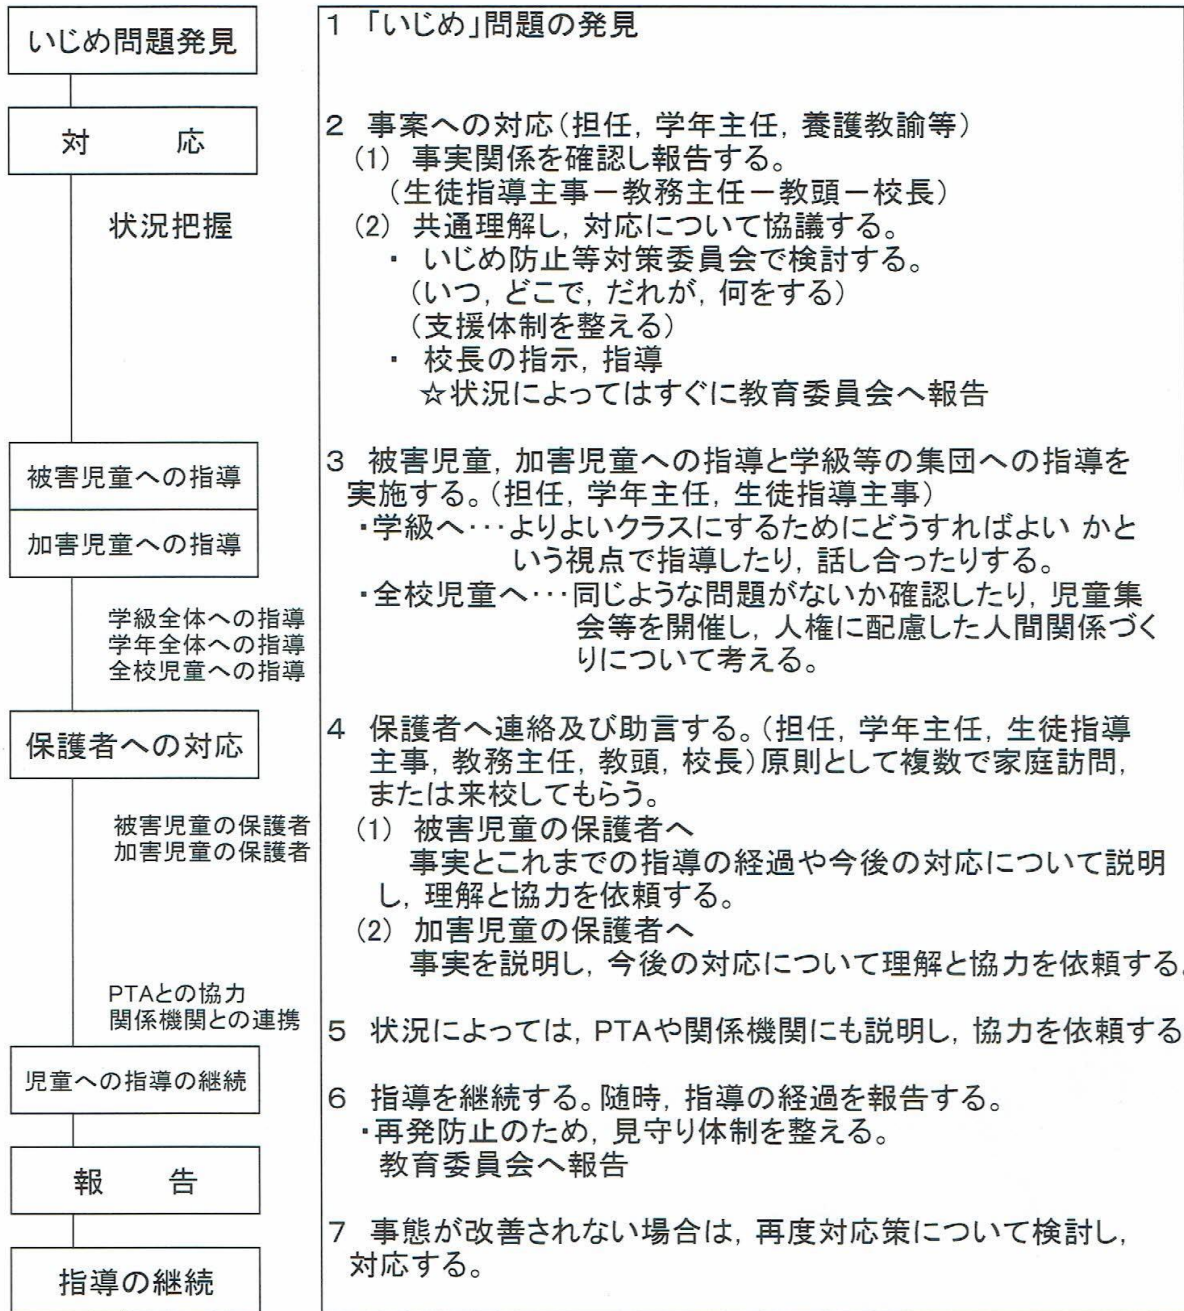 いじめ問題発見
対　　応
状況把握
被害児童への指導
加害児童への指導
学級全体への指導
学年全体への指導
全校児童への指導
保護者への対応
被害児童の保護者
加害児童の保護者
PTAとの協力
関係機関との連携
児童への指導の継続
報　　告
指導の継続
1 「いじめ」問題の発見
2 事案への対応(担任, 学年主任, 養護教諭等)
(1) 事実関係を確認し報告する。
(生徒指導主事ー教務主任ー教頭ー校長)
(2) 共通理解し, 対応について協議する。
・ いじめ防止等対策委員会で検討する。
(いつ, どこで, だれが, 何をする)
(支援体制を整える)
・ 校長の指示, 指導
☆状況によってはすぐに教育委員会へ報告
3 被害児童, 加害児童への指導と学級等の集団への指導を
実施する。(担任, 学年主任, 生徒指導主事)
・学級へ・・・よりよいクラスにするためにどうすればよい かと
いう視点で指導したり, 話し合ったりする。
・全校児童へ・・・同じような問題がないか確認したり, 児童集
会等を開催し, 人権に配慮した人間関係づく
りについて考える。
4 保護者へ連絡及び助言する。(担任, 学年主任, 生徒指導
主事, 教務主任, 教頭, 校長)原則として複数で家庭訪問,
または来校してもらう。
(1) 被害児童の保護者へ
事実とこれまでの指導の経過や今後の対応について説明
し, 理解と協力を依頼する。
(2) 加害児童の保護者へ
事実を説明し, 今後の対応について理解と協力を依頼する。
5 状況によっては, PTAや関係機関にも説明し, 協力を依頼する
6 指導を継続する。随時, 指導の経過を報告する。
・再発防止のため, 見守り体制を整える。
教育委員会へ報告
7 事態が改善されない場合は, 再度対応策について検討し,
対応する。